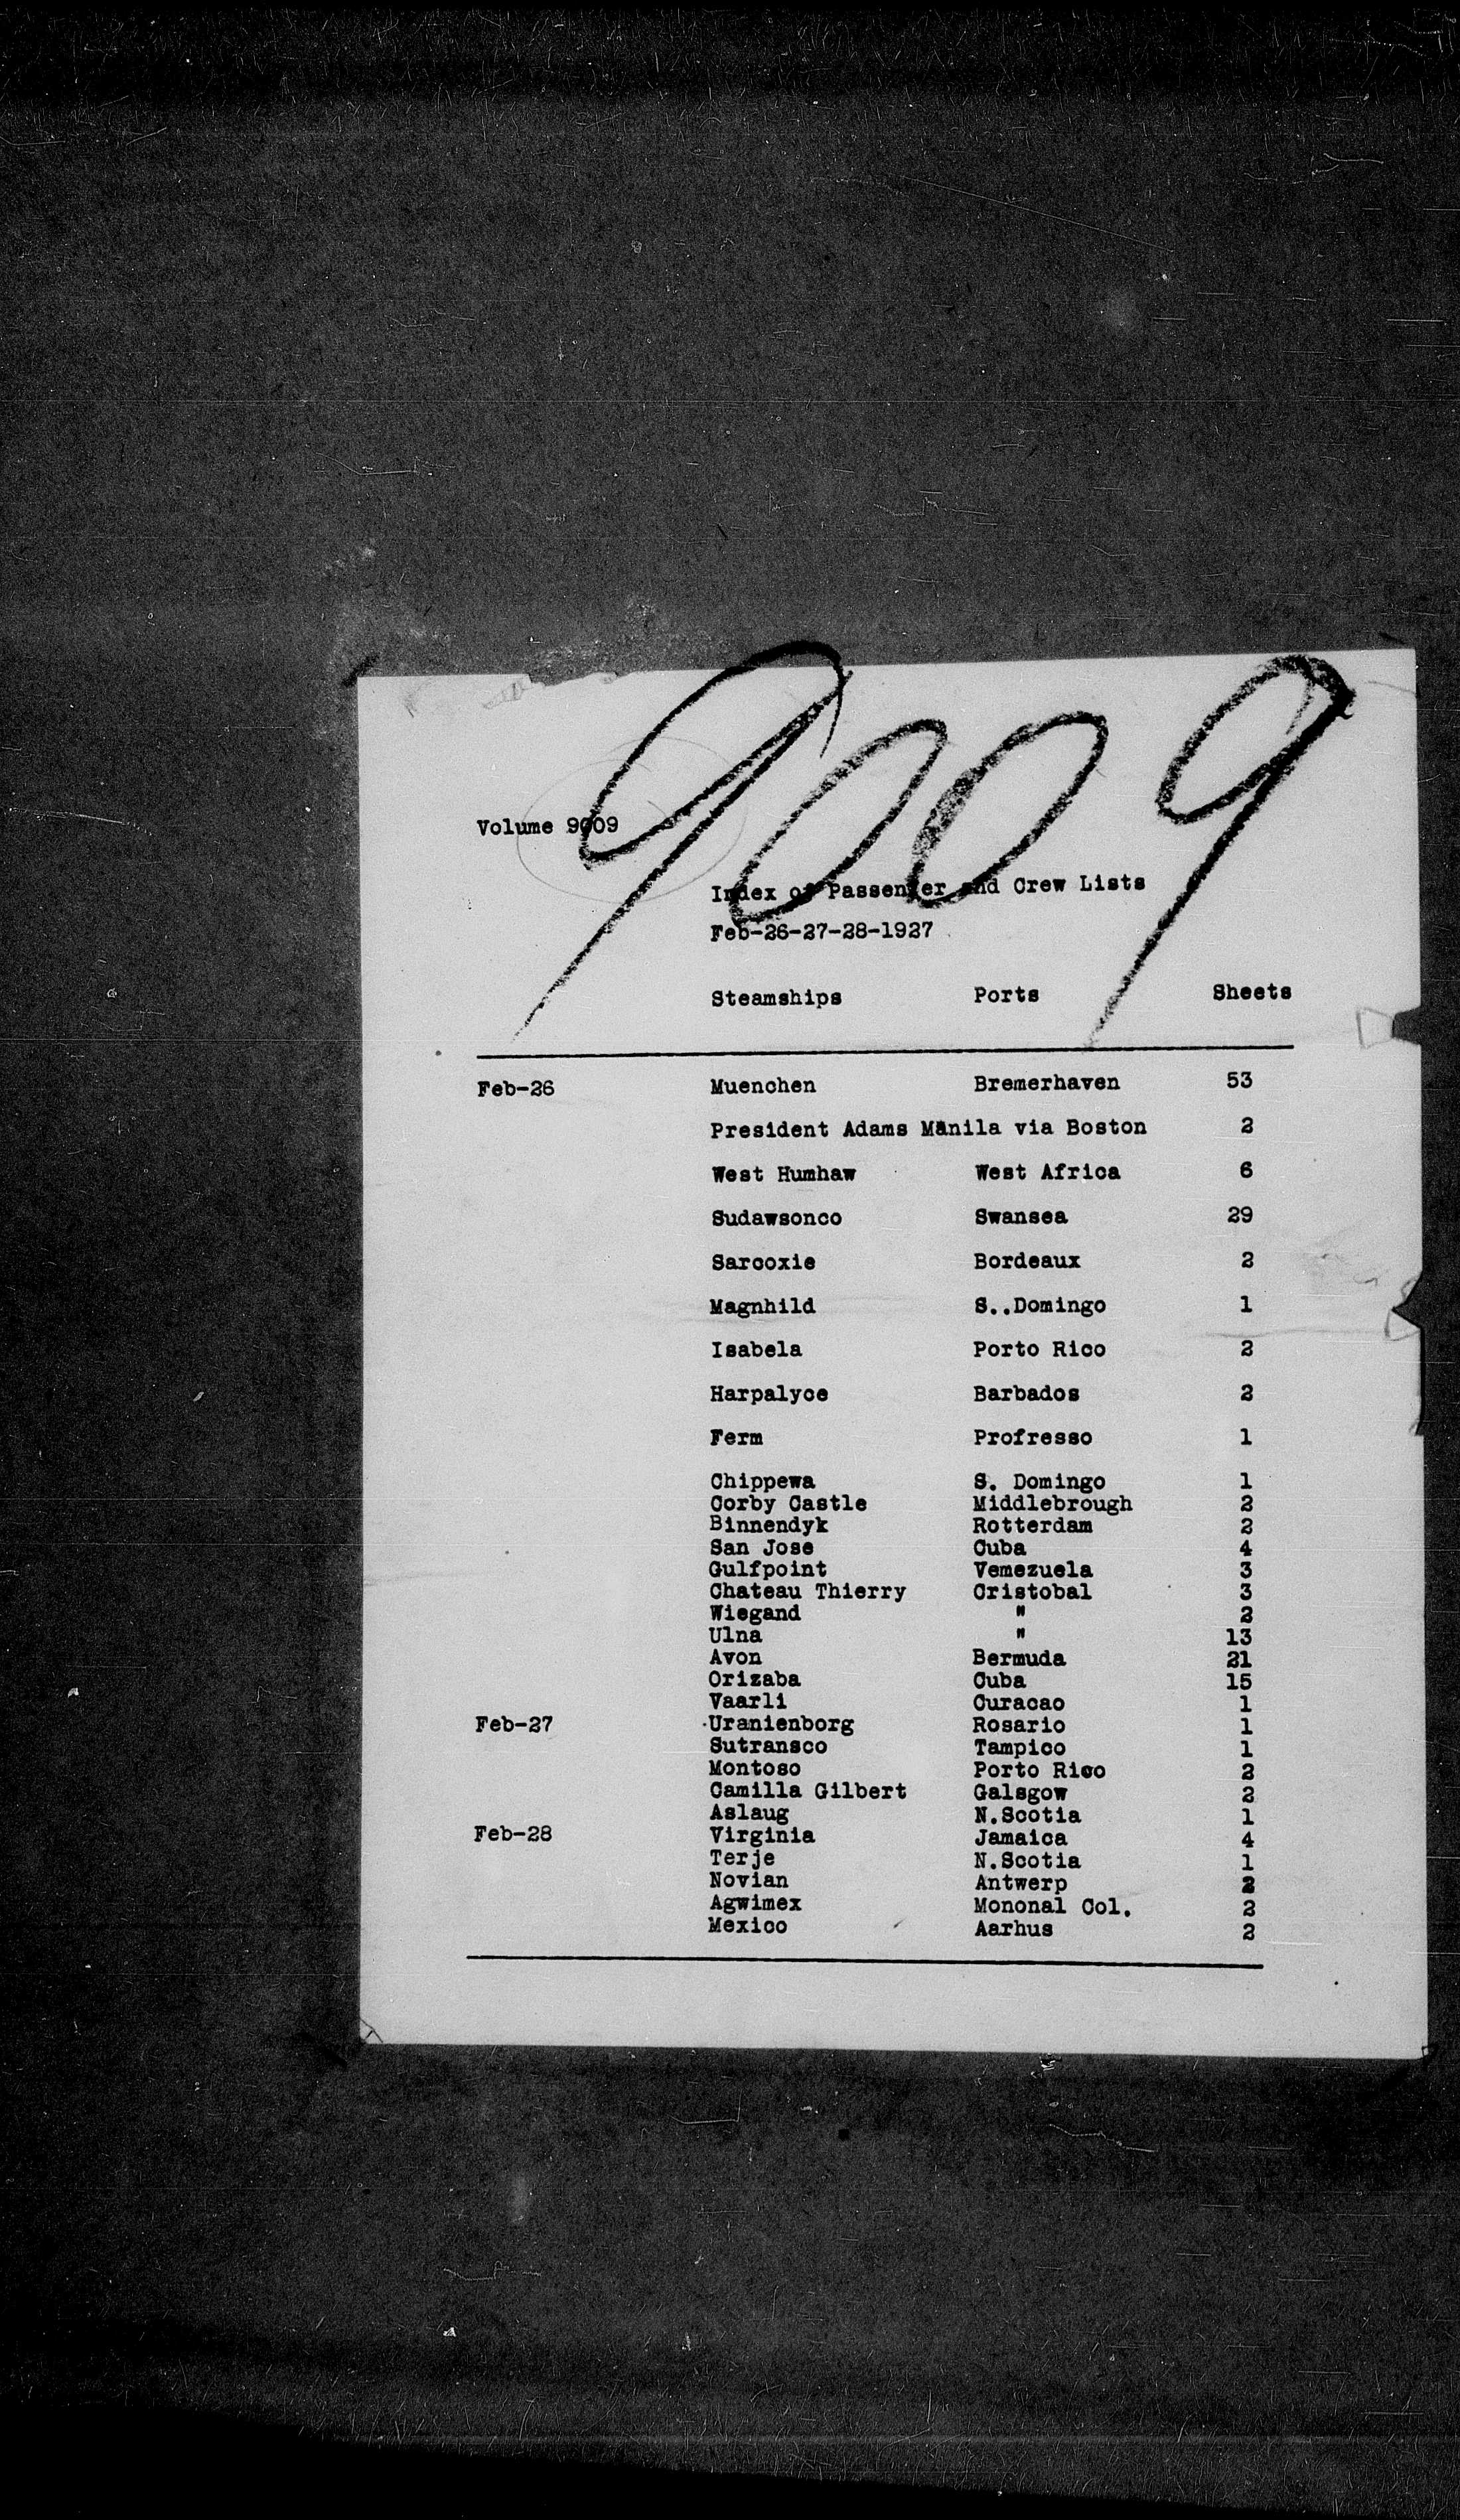 9009
Volume 9009
Index of Passenger and Crew Lists
Feb-26-27-28-1927
Steamships Ports Sheets
Feb-26 Muenchen Bremerhaven 53
President Adams Manila via Boston 2
West Humhaw West Africa 6
Sudawsonco Swansea 29
Sarcoxie Bordeaux 2
Magnhild S..Domingo 1
Isabela Porto Rico 2
Harpalyce Barbados 2
Ferm Profresso 1
Chippewa S. Domingo 1
Corby Castle Middlebrough 2
Binnendyk Rotterdam 2
San Jose Cuba 4
Gulfpoint Vemezuela 3
Chateau Thierry Cristobal 3
Wiegand " 2
Ulna " 13
Avon Bermuda 21
Orizaba Cuba 15
Vaarli Curacao 1
Feb-27 Uranienborg Rosario 1
Sutransco Tampico 1
Montoso Porto Rico 2
Camilla Gilbert Galsgow 2
Aslaug N.Scotia 1
Feb-28 Virginia Jamaica 4
Terje N.Scotia 1
Novian Antwerp 2
Agwimex Mononal Col. 2
Mexico Aarhus 2